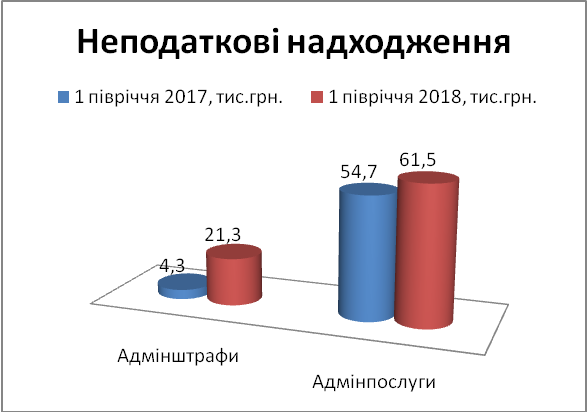 Неподаткові надходження
1 півріччя 2017, тис.грн. 1 півріччя 2018, тис.грн.
54,7 61,5
4,3 21,3
Адмінштрафи
Адмінпослуги